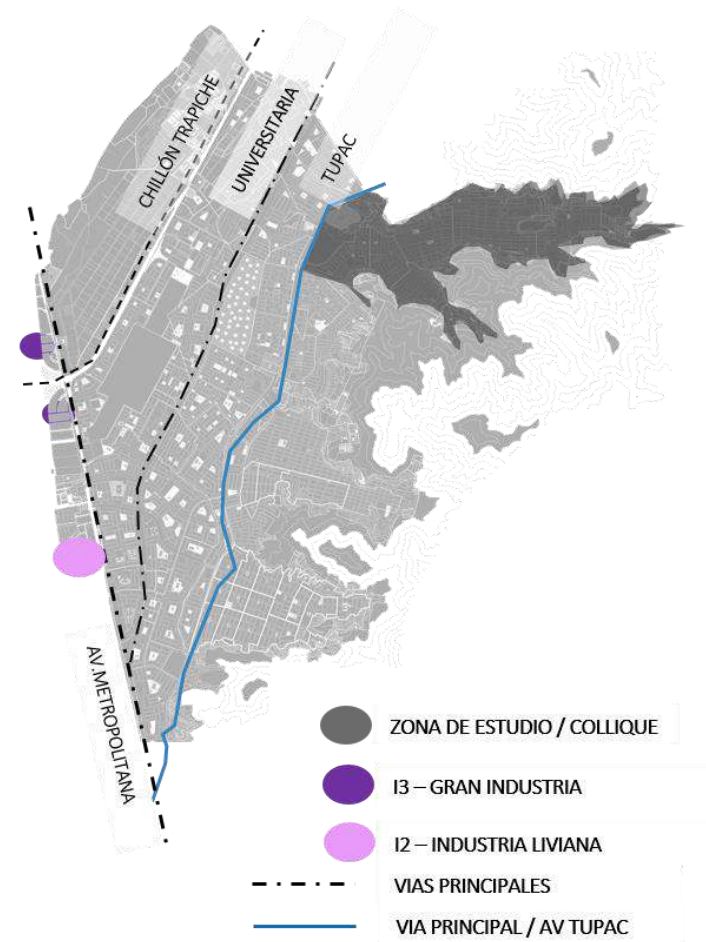 CHILLÓN TRAPICHE
UNIVERSITARIA
TUPAC
AV.METROPOLITANA
ZONA DE ESTUDIO / COLLIQUE
I3 – GRAN INDUSTRIA
I2 – INDUSTRIA LIVIANA
VIAS PRINCIPALES
VIA PRINCIPAL / AV TUPAC